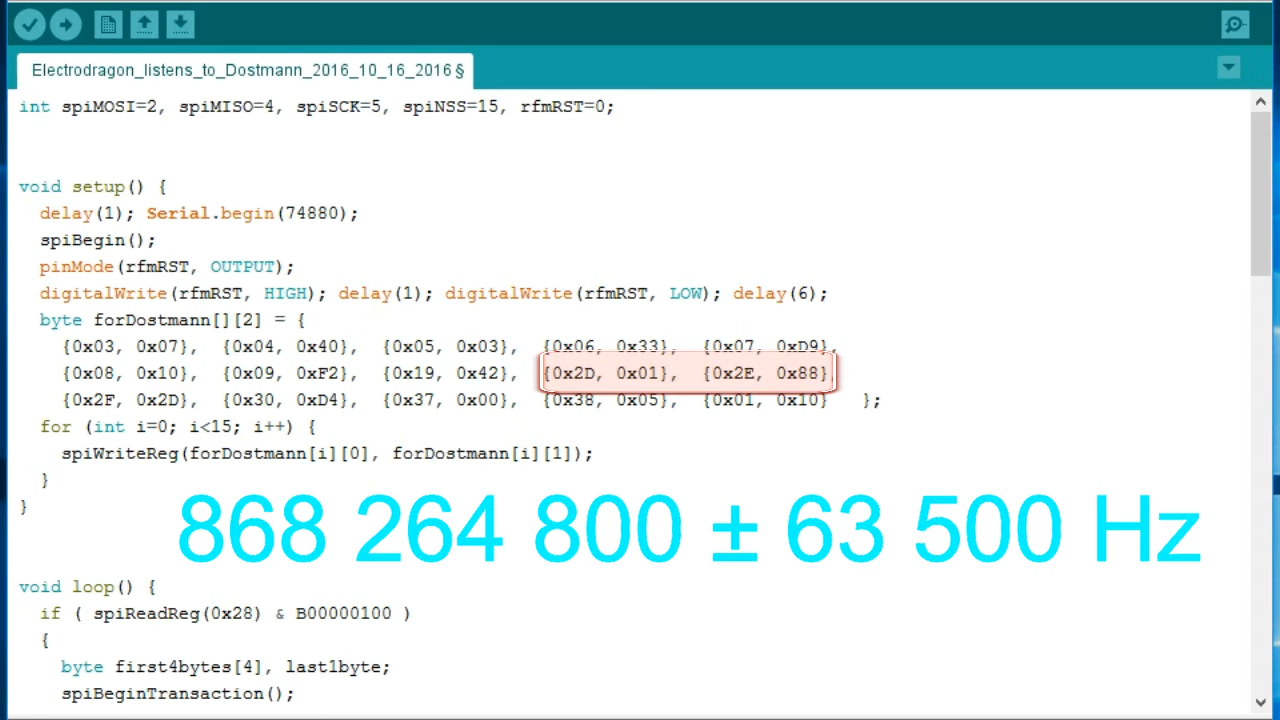 Electrodragon_listens_to_Dostmann_2016_10_16_2016 §
int spiMOSI=2, spiMISO=4, spiSCK=5, spiNSS=15, rfmRST=0;
void setup() {
delay(1); Serial.begin(74880);
spiBegin();
pinMode(rfmRST, OUTPUT);
digitalWrite(rfmRST, HIGH); delay(1); digitalWrite(rfmRST, LOW); delay(6);
byte forDostmann[][2] = {
{0x03, 0x07}, {0x04, 0x40}, {0x05, 0x03}, {0x06, 0x33}, {0x07, 0xD9},
{0x08, 0x10}, {0x09, 0xF2}, {0x19, 0x42}, {0x2D, 0x01}, {0x2E, 0x88},
{0x2F, 0x2D}, {0x30, 0xD4}, {0x37, 0x00}, {0x38, 0x05}, {0x01, 0x10} };
for (int i=0; i<15; i++) {
spiWriteReg(forDostmann[i][0], forDostmann[i][1]);
}
}
868 264 800 ± 63 500 Hz
void loop() {
if ( spiReadReg(0x28) & B00000100 )
{
byte first4bytes[4], last1byte;
spiBeginTransaction();